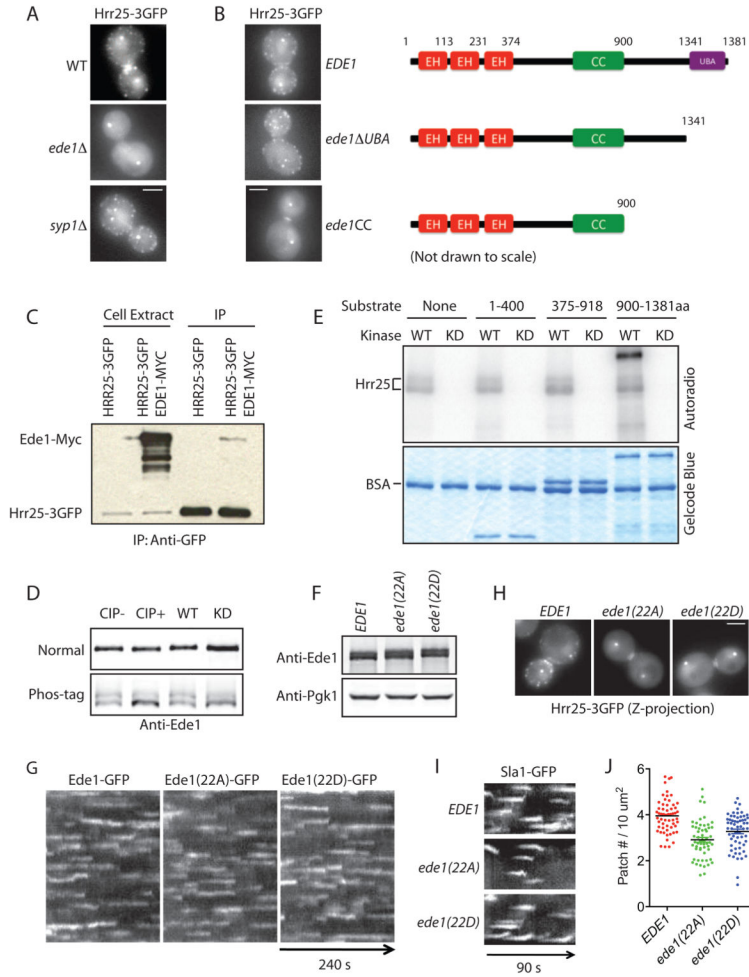 A
Hrr25-3GFP
WT
ede1Δ
syp1Δ
B
Hrr25-3GFP
EDE1
ede1ΔUBA
ede1CC
1 113 231 374 900 1341 1381
EH EH EH CC UBA
1341
EH EH EH CC
900
EH EH EH CC
(Not drawn to scale)
C
Cell Extract IP
HRR25-3GFP
HRR25-3GFP EDE1-MYC
HRR25-3GFP
HRR25-3GFP EDE1-MYC
Ede1-Myc
Hrr25-3GFP
IP: Anti-GFP
E
Substrate None 1-400 375-918 900-1381aa
Kinase WT KD WT KD WT KD WT KD
Hrr25
Autoradio
BSA
Gelcode Blue
D
CIP- CIP+ WT KD
Normal
Phos-tag
Anti-Ede1
F
EDE1
ede1(22A)
ede1(22D)
Anti-Ede1
Anti-Pgk1
H
EDE1 ede1(22A) ede1(22D)
Hrr25-3GFP (Z-projection)
G
Ede1-GFP Ede1(22A)-GFP Ede1(22D)-GFP
240 s
I
Sla1-GFP
EDE1
ede1(22A)
ede1(22D)
90 s
J
Patch # / 10 um²
6
4
2
0
EDE1
ede1(22A)
ede1(22D)